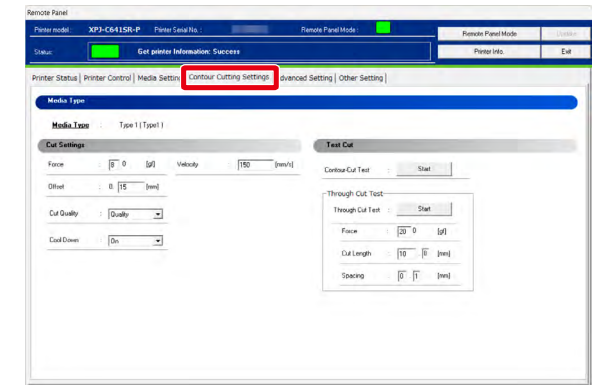 Remote Panel
Printer model : XPJ-C641SR-P Printer Serial No. : Remote Panel Mode :
Remote Panel Mode
Status: Get printer Information: Success
Printer Info. Exit
Printer Status Printer Control Media Setting Contour Cutting Settings dvanced Setting Other Setting
Media Type
Media Type : Type 1 ( Type1 )
Cut Settings
Force : 8 0 [gf] Velocity : 150 [mm/s]
Offset : 0. 15 [mm]
Cut Quality : Quality
Cool Down : On
Test Cut
Contour-Cut Test : Start
Through Cut Test
Through Cut Test : Start
Force : 20 0 [gf]
Cut Length : 10 . 0 [mm]
Spacing : 0 . 1 [mm]